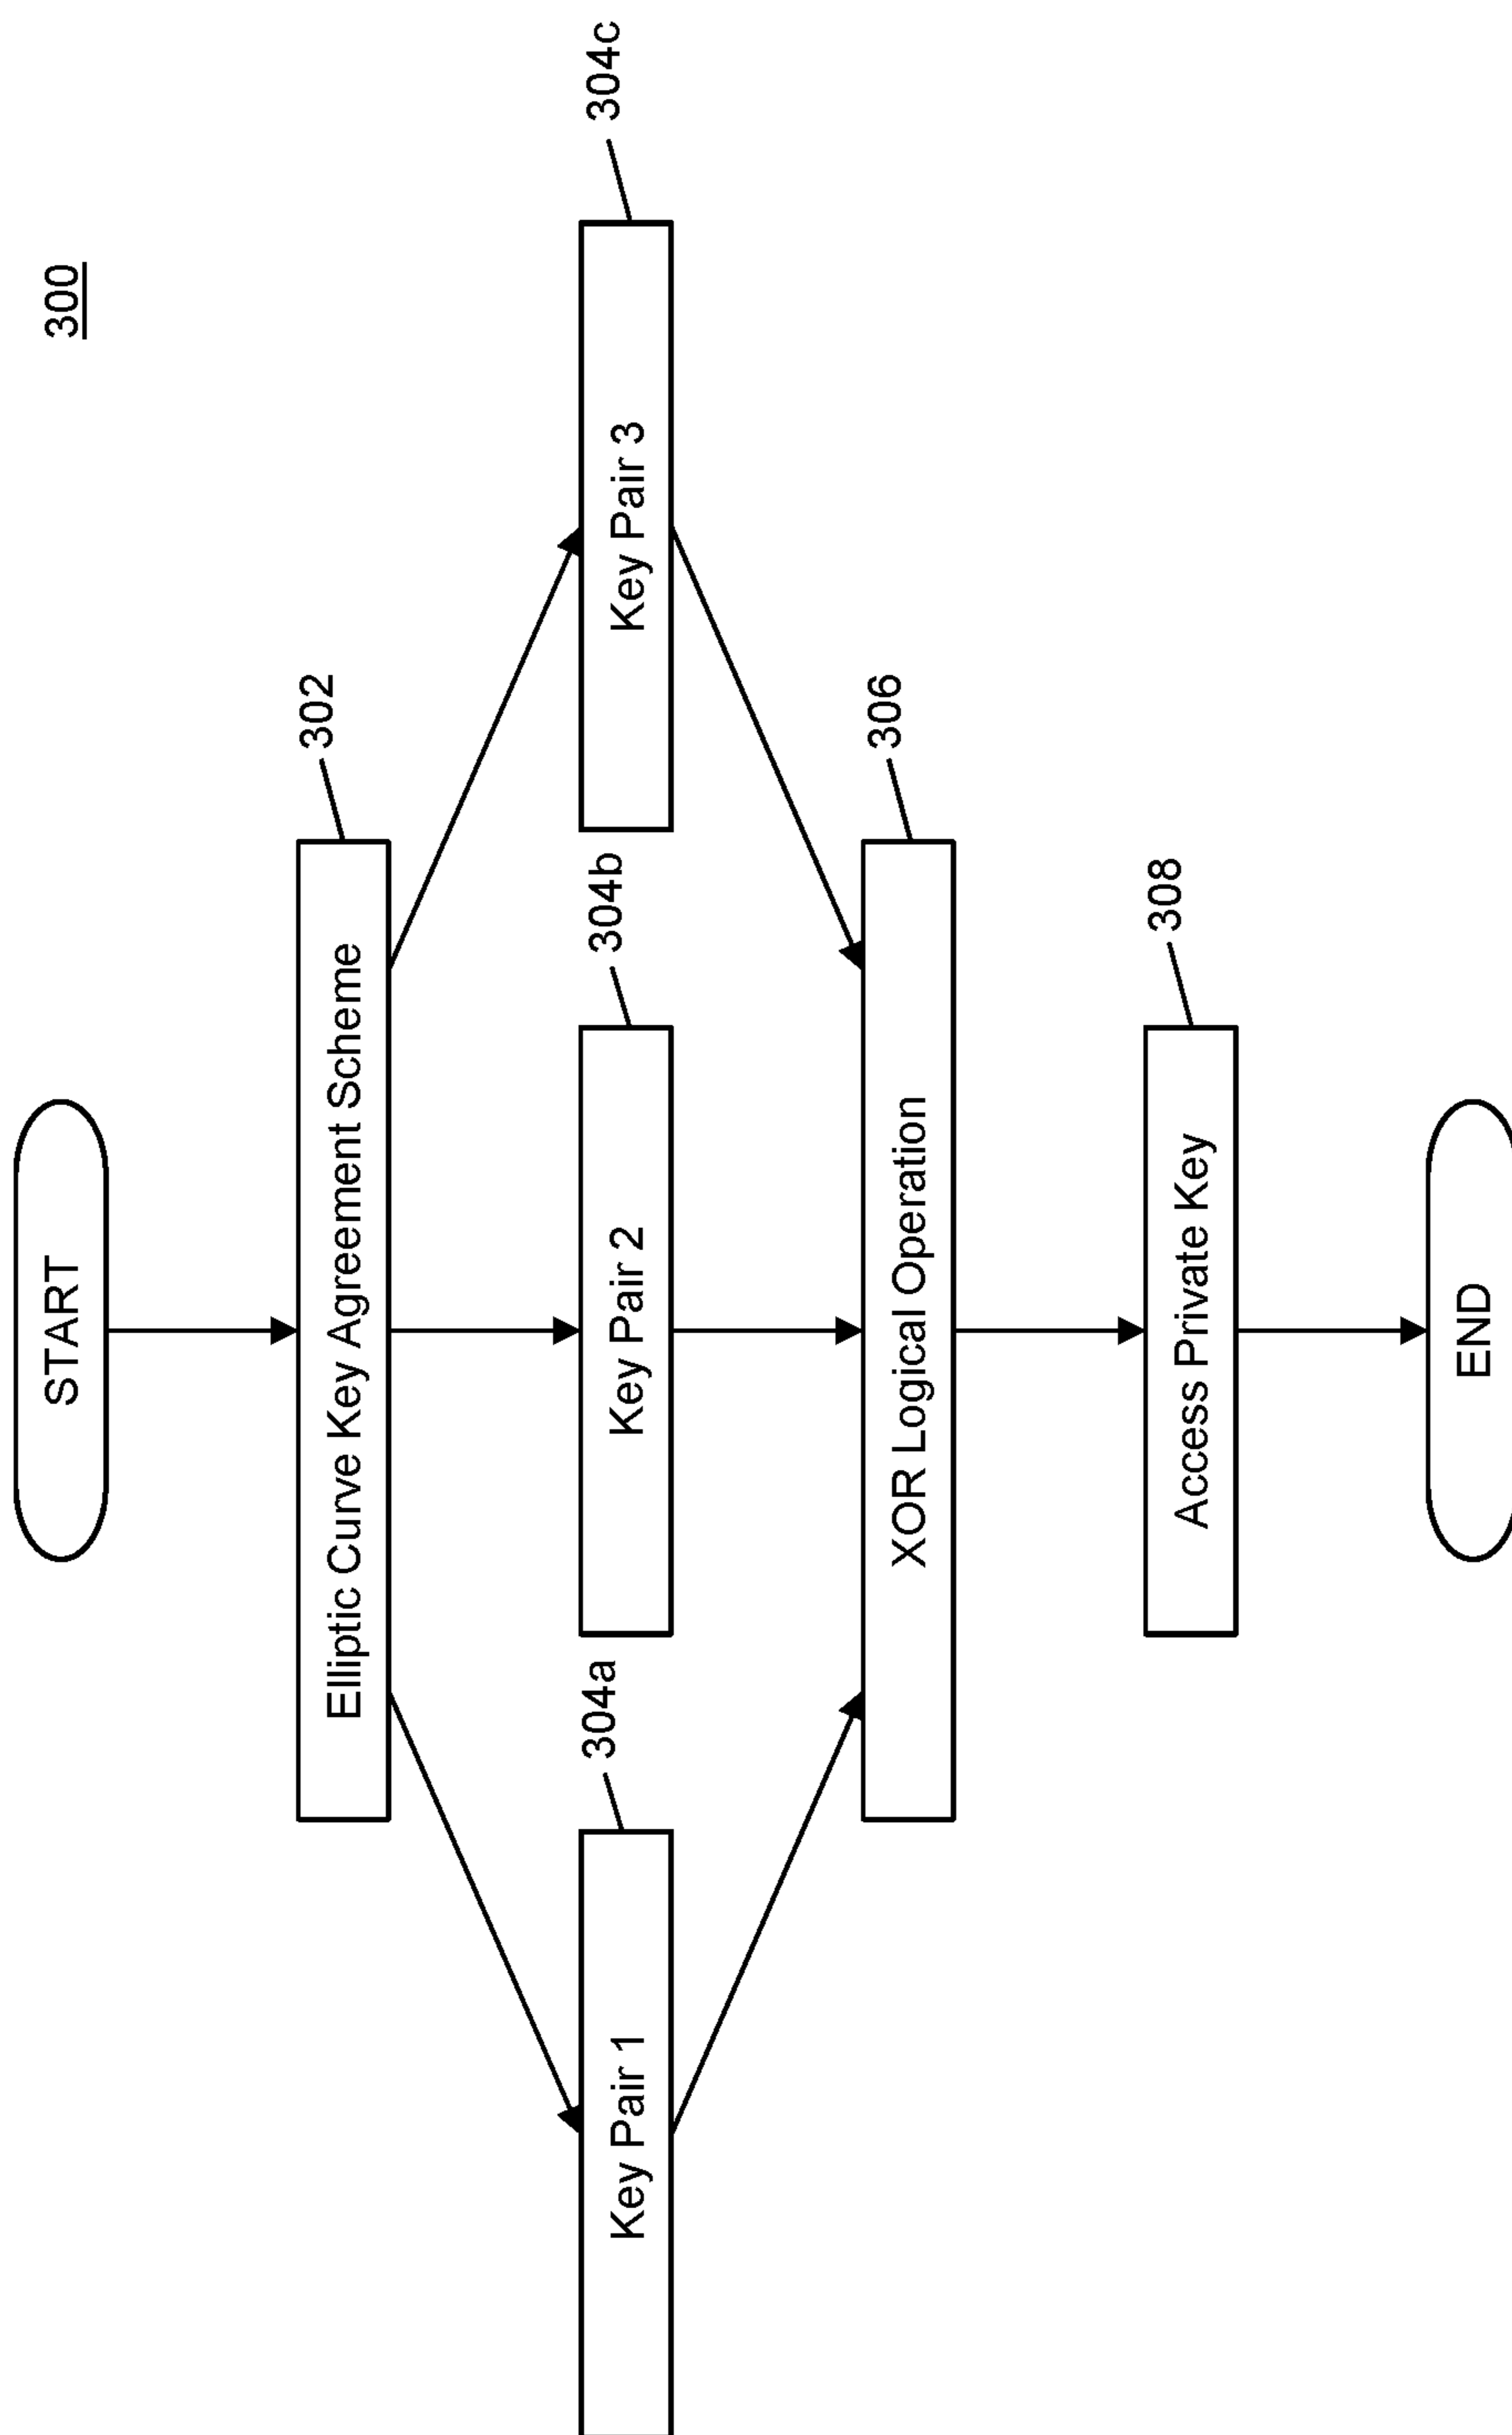 300
START
302
Elliptic Curve Key Agreement Scheme
304a
304b
304c
Key Pair 1
Key Pair 2
Key Pair 3
306
XOR Logical Operation
308
Access Private Key
END